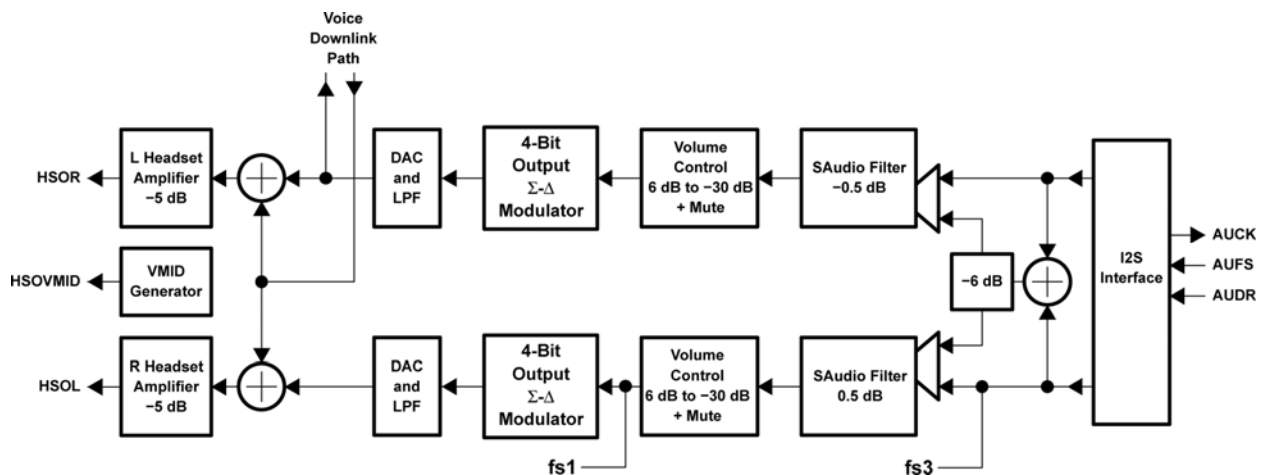 Voice
Downlink
Path
HSOR
L Headset
Amplifier
−5 dB
DAC
and
LPF
4-Bit
Output
Σ-Δ
Modulator
Volume
Control
6 dB to −30 dB
+ Mute
SAudio Filter
−0.5 dB
I2S
Interface
AUCK
AUFS
AUDR
HSOVMID
VMID
Generator
−6 dB
HSOL
R Headset
Amplifier
−5 dB
DAC
and
LPF
4-Bit
Output
Σ-Δ
Modulator
Volume
Control
6 dB to −30 dB
+ Mute
SAudio Filter
0.5 dB
fs1
fs3